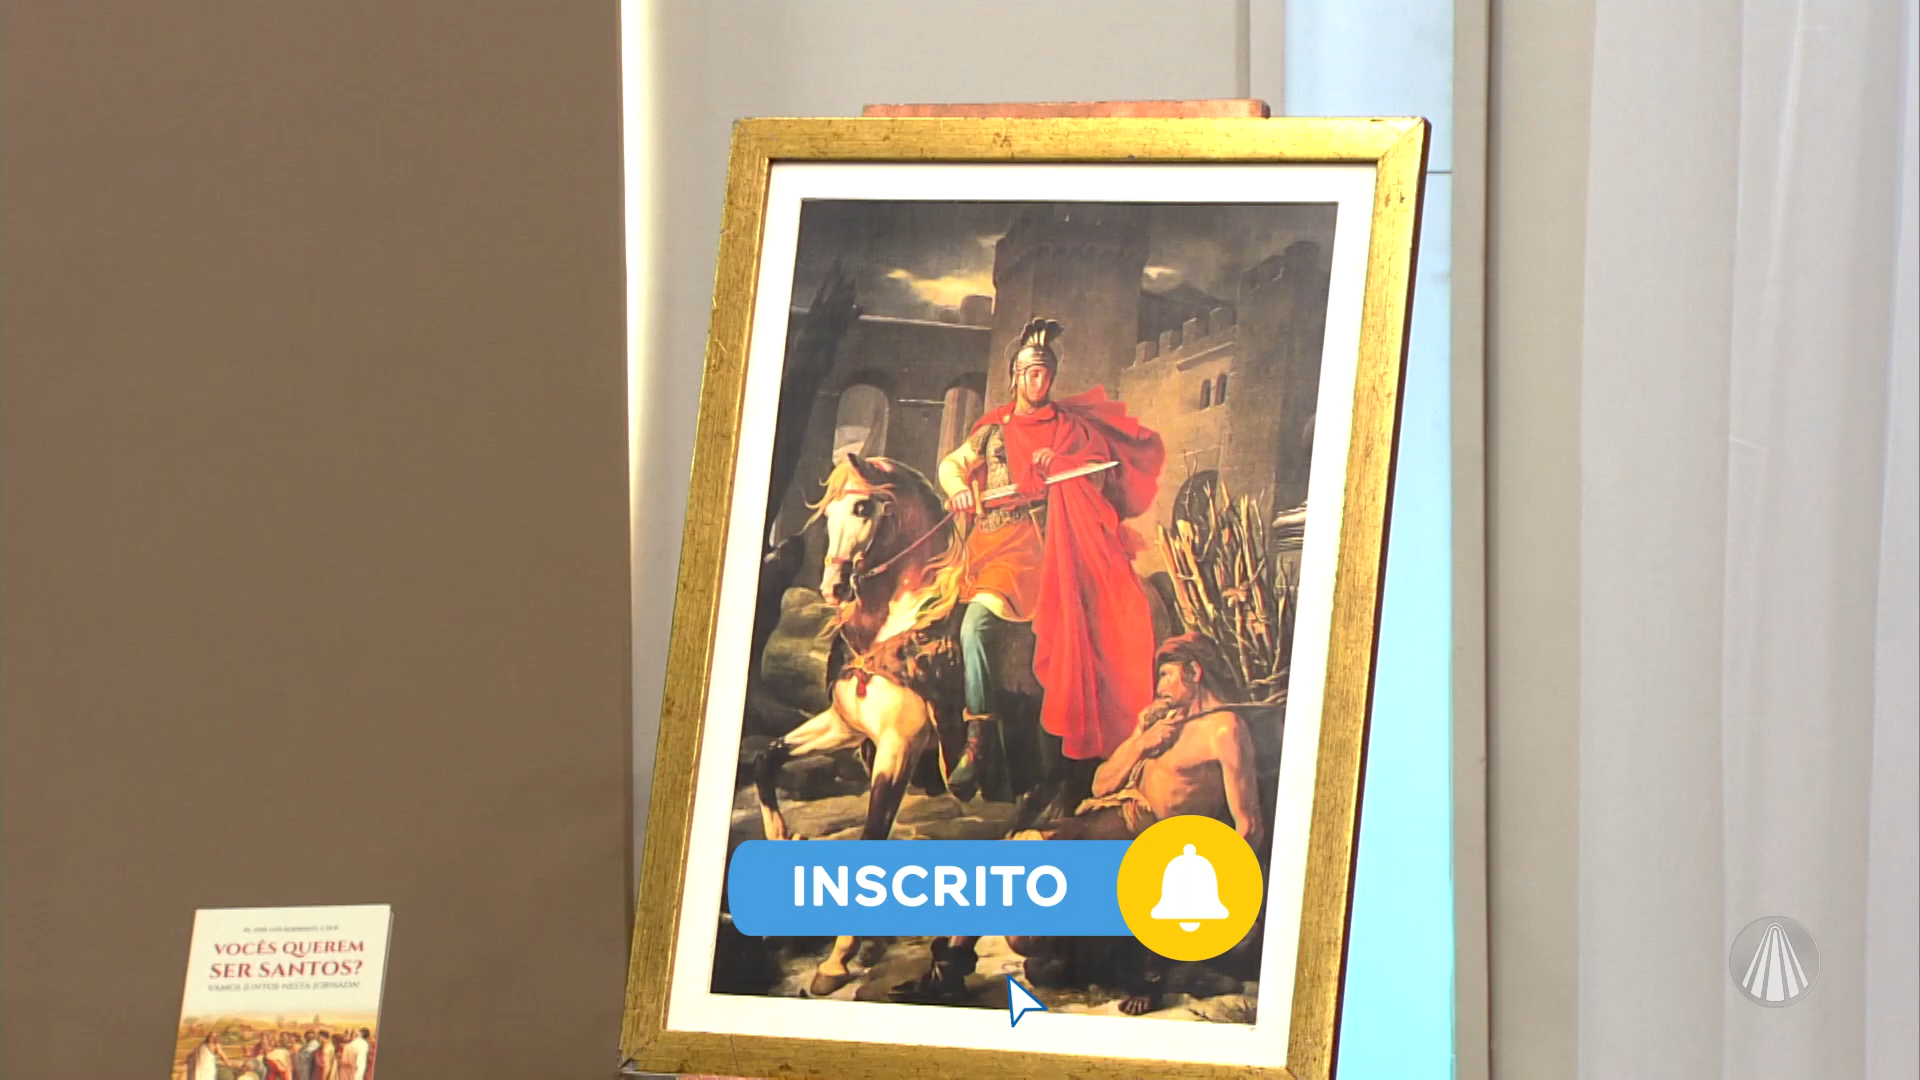 VOCÊS QUEREM
SER SANTOS?
VAMOS JUNTOS NESTA JORNADA!
INSCRITO